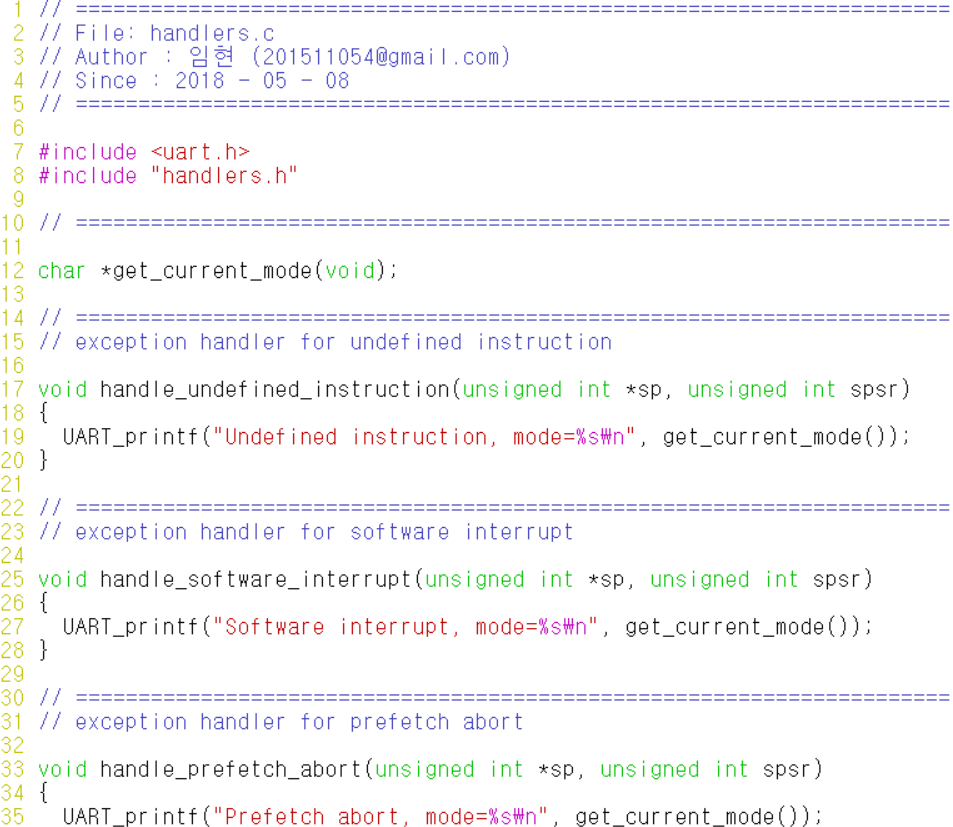 1 // ======================================================================
2 // File: handlers.c
3 // Author : 임현 (201511054@gmail.com)
4 // Since : 2018 - 05 - 08
5 // ======================================================================
6
7 #include <uart.h>
8 #include "handlers.h"
9
10 // ======================================================================
11
12 char *get_current_mode(void);
13
14 // ======================================================================
15 // exception handler for undefined instruction
16
17 void handle_undefined_instruction(unsigned int *sp, unsigned int spsr)
18 {
19   UART_printf("Undefined instruction, mode=%s₩n", get_current_mode());
20 }
21
22 // ======================================================================
23 // exception handler for software interrupt
24
25 void handle_software_interrupt(unsigned int *sp, unsigned int spsr)
26 {
27   UART_printf("Software interrupt, mode=%s₩n", get_current_mode());
28 }
29
30 // ======================================================================
31 // exception handler for prefetch abort
32
33 void handle_prefetch_abort(unsigned int *sp, unsigned int spsr)
34 {
35   UART_printf("Prefetch abort, mode=%s₩n", get_current_mode());